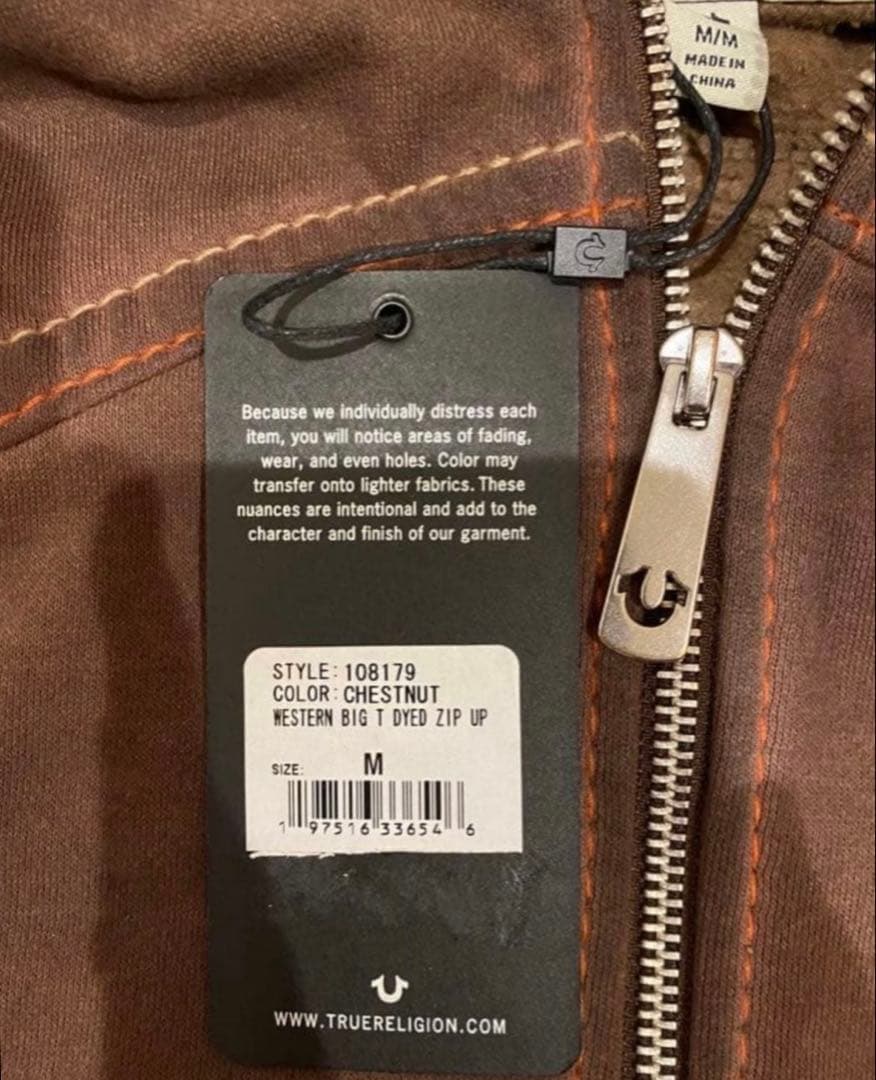 M/M
MADE IN
CHINA
Because we individually distress each
item, you will notice areas of fading,
wear, and even holes. Color may
transfer onto lighter fabrics. These
nuances are intentional and add to the
character and finish of our garment.
STYLE: 108179
COLOR: CHESTNUT
WESTERN BIG T DYED ZIP UP
SIZE: M
1 97516 33654 6
WWW.TRUERELIGION.COM